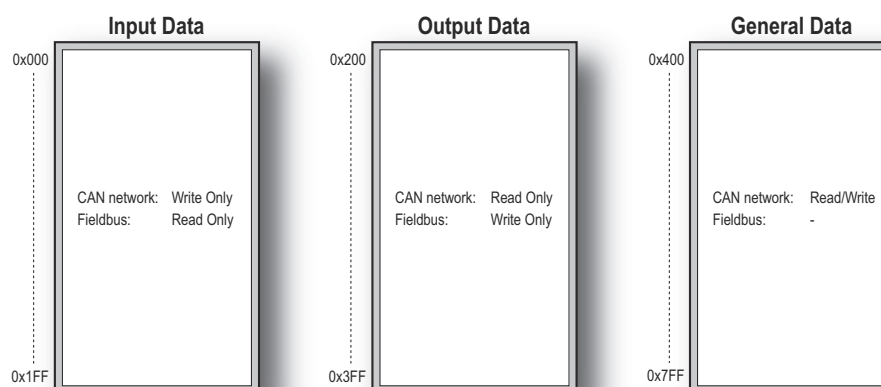 Input Data
Output Data
General Data
0x000
0x200
0x400
CAN network: Write Only
Fieldbus: Read Only
CAN network: Read Only
Fieldbus: Write Only
CAN network: Read/Write
Fieldbus: -
0x1FF
0x3FF
0x7FF